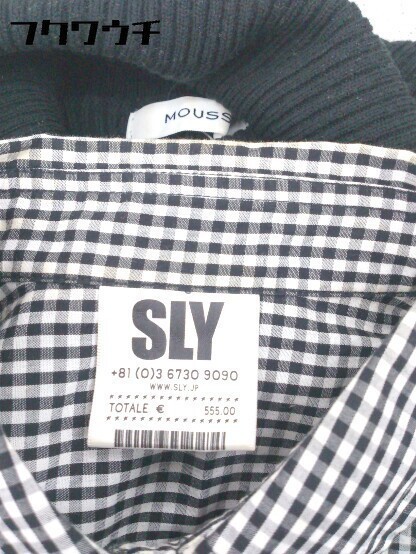 フクワウチ
MOUSS
SLY
+81 (0)3 6730 9090
WWW.SLY.JP
TOTALE € 555.00